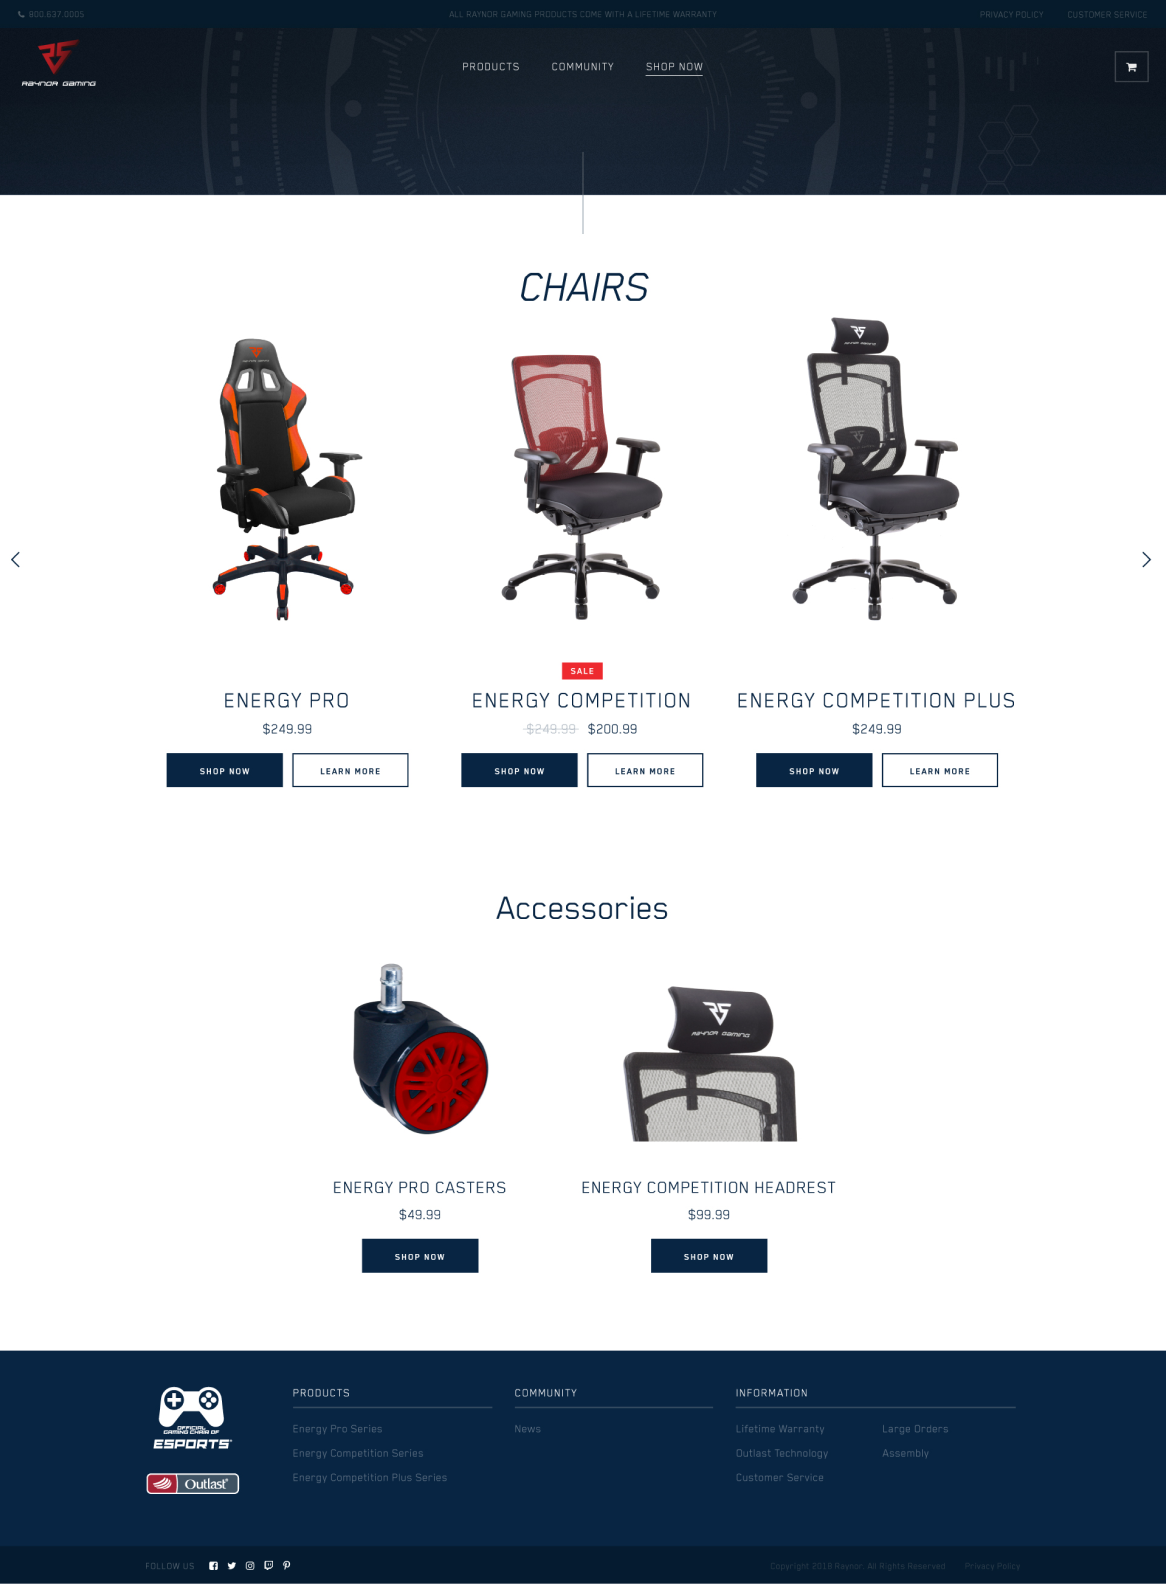 800.637.0005
ALL RAYNOR GAMING PRODUCTS COME WITH A LIFETIME WARRANTY
PRIVACY POLICY
CUSTOMER SERVICE
RAYNOR GAMING
PRODUCTS
COMMUNITY
SHOP NOW
CHAIRS
RAYNOR GAMING
RAYNOR GAMING
SALE
ENERGY PRO
ENERGY COMPETITION
ENERGY COMPETITION PLUS
$249.99
$249.99 $200.99
$249.99
SHOP NOW
LEARN MORE
SHOP NOW
LEARN MORE
SHOP NOW
LEARN MORE
Accessories
RAYNOR GAMING
ENERGY PRO CASTERS
ENERGY COMPETITION HEADREST
$49.99
$99.99
SHOP NOW
SHOP NOW
OFFICIAL
GAMING CHAIR OF
ESPORTS
Outlast®
PRODUCTS
Energy Pro Series
Energy Competition Series
Energy Competition Plus Series
COMMUNITY
News
INFORMATION
Lifetime Warranty
Outlast Technology
Customer Service
Large Orders
Assembly
FOLLOW US
Copyright 2018 Raynor. All Rights Reserved
Privacy Policy